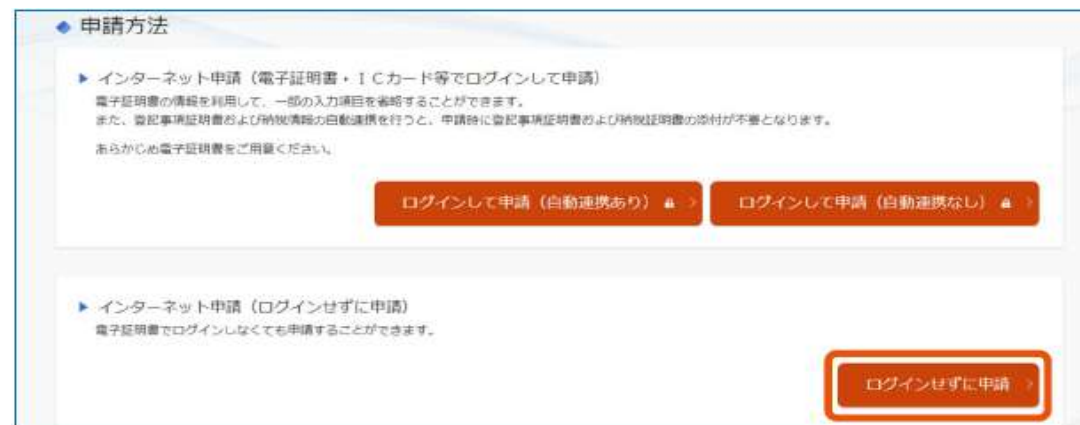 申請方法
インターネット申請（電子証明書・ＩＣカード等でログインして申請）
電子証明書の情報を利用して、一部の入力項目を省略することができます。
また、登記事項証明書および納税情報の自動連携を行うと、申請時に登記事項証明書および納税証明書の添付が不要となります。
あらかじめ電子証明書をご用意ください。
ログインして申請（自動連携あり） ログインして申請（自動連携なし）
インターネット申請（ログインせずに申請）
電子証明書でログインしなくても申請することができます。
ログインせずに申請